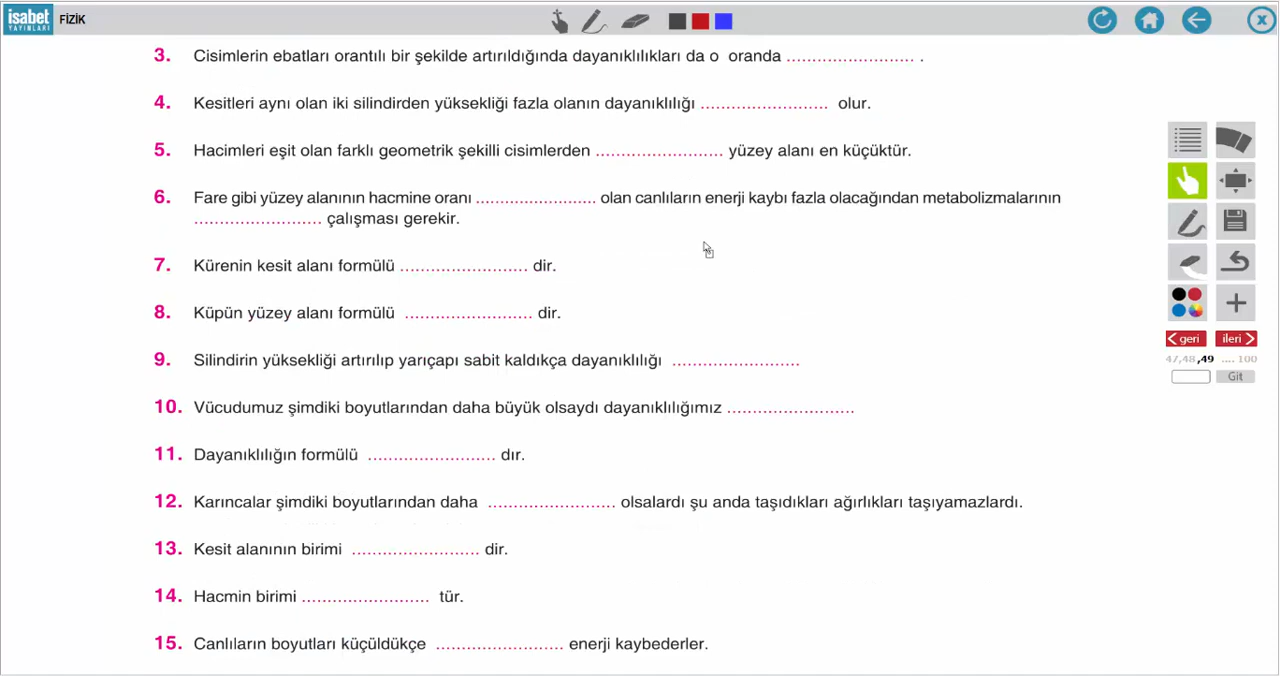 isabet
YAYINLARI
FİZİK
3. Cisimlerin ebatları orantılı bir şekilde artırıldığında dayanıklılıkları da o oranda ......................... .
4. Kesitleri aynı olan iki silindirden yüksekliği fazla olanın dayanıklılığı ......................... olur.
5. Hacimleri eşit olan farklı geometrik şekilli cisimlerden ......................... yüzey alanı en küçüktür.
6. Fare gibi yüzey alanının hacmine oranı ......................... olan canlıların enerji kaybı fazla olacağından metabolizmalarının
......................... çalışması gerekir.
7. Kürenin kesit alanı formülü ......................... dir.
8. Küpün yüzey alanı formülü ......................... dir.
9. Silindirin yüksekliği artırılıp yarıçapı sabit kaldıkça dayanıklılığı .........................
10. Vücudumuz şimdiki boyutlarından daha büyük olsaydı dayanıklılığımız .........................
11. Dayanıklılığın formülü ......................... dır.
12. Karıncalar şimdiki boyutlarından daha ......................... olsalardı şu anda taşıdıkları ağırlıkları taşıyamazlardı.
13. Kesit alanının birimi ......................... dir.
14. Hacmin birimi ......................... tür.
15. Canlıların boyutları küçüldükçe ......................... enerji kaybederler.
geri ileri
47,48,49 .... 100
Git